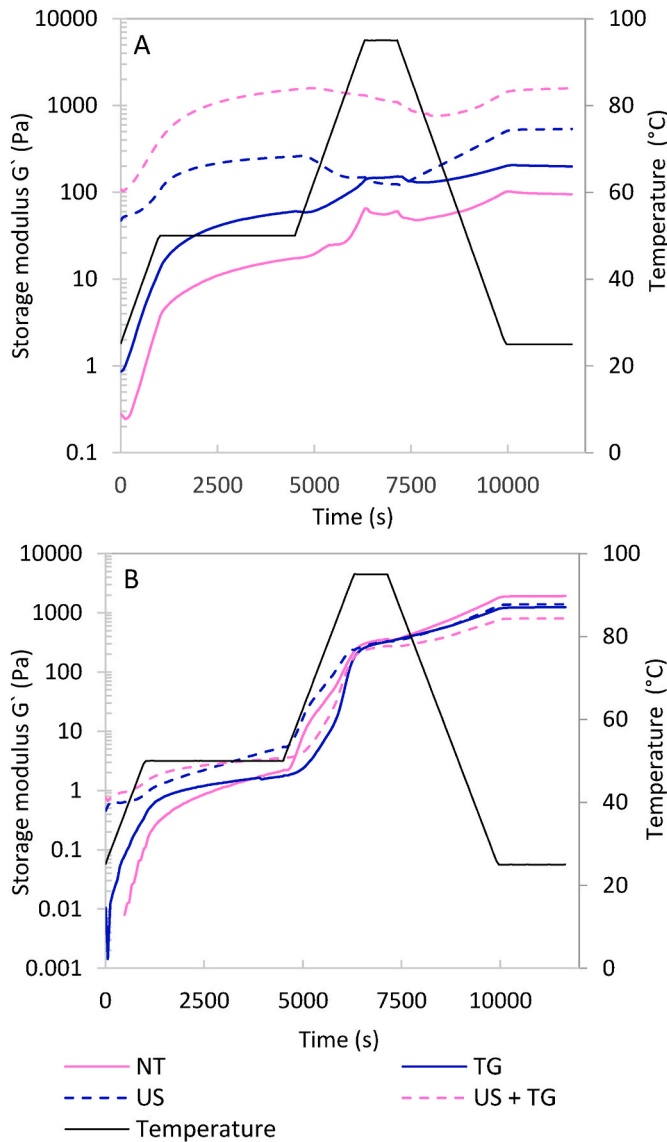 A
Storage modulus G` (Pa)
10000
1000
100
10
1
0.1
100
80
60
40
20
0
Temperature (°C)
0 2500 5000 7500 10000
Time (s)
B
Storage modulus G` (Pa)
10000
1000
100
10
1
0.1
0.01
0.001
100
80
60
40
20
0
Temperature (°C)
0 2500 5000 7500 10000
Time (s)
NT TG
US US + TG
Temperature